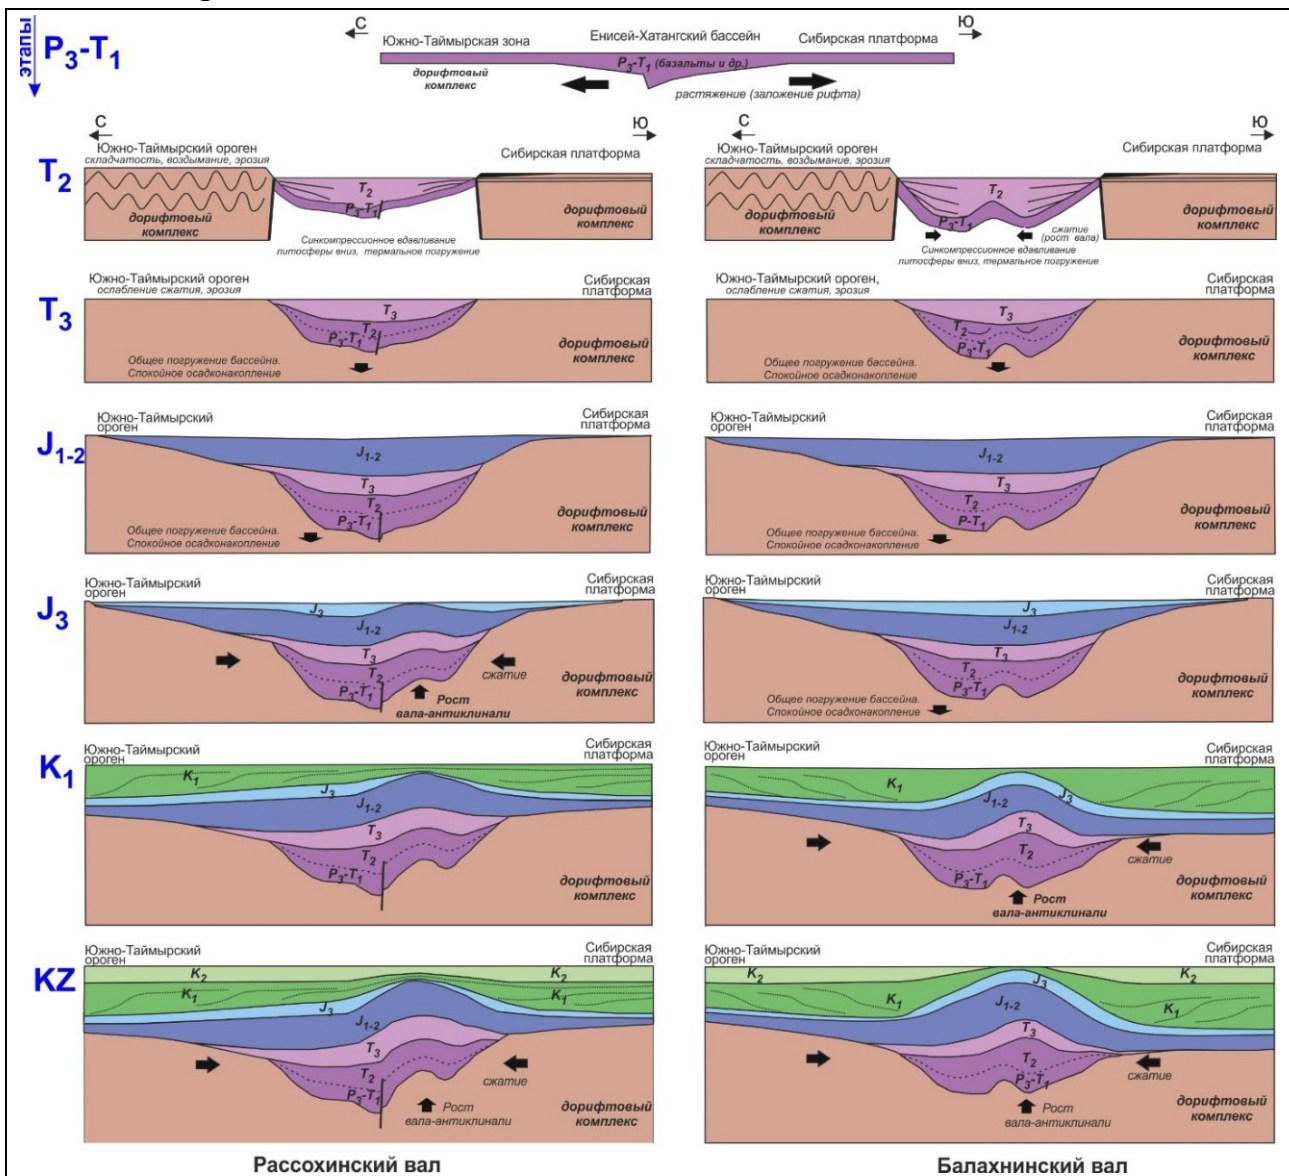 этапы
P3-T1
С
Ю
Южно-Таймырская зона
Енисей-Хатангский бассейн
Сибирская платформа
P3-T1 (базальты и др.)
дорифтовый
комплекс
растяжение (заложение рифта)
T2
С
Ю
Южно-Таймырский ороген
складчатость, воздымание, эрозия
Сибирская платформа
T2
P3-T1
дорифтовый
комплекс
дорифтовый
комплекс
Синкомпрессионное вдавливание
литосферы вниз, термальное погружение
С
Ю
Южно-Таймырский ороген
складчатость, воздымание, эрозия
Сибирская платформа
T2
P3-T1
дорифтовый
комплекс
сжатие
(рост вала)
дорифтовый
комплекс
Синкомпрессионное вдавливание
литосферы вниз, термальное погружение
T3
Южно-Таймырский ороген
ослабление сжатия, эрозия
Сибирская
платформа
T3
T2
P3-T1
дорифтовый
комплекс
Общее погружение бассейна.
Спокойное осадконакопление
Южно-Таймырский ороген,
ослабление сжатия, эрозия
Сибирская
платформа
T3
T2
P3-T1
дорифтовый
комплекс
Общее погружение бассейна.
Спокойное осадконакопление
J1-2
Южно-Таймырский
ороген
Сибирская
платформа
J1-2
T3
T2
P3-T1
дорифтовый
комплекс
Общее погружение бассейна.
Спокойное осадконакопление
Южно-Таймырский
ороген
Сибирская
платформа
J1-2
T3
T2
P-T1
дорифтовый
комплекс
Общее погружение бассейна.
Спокойное осадконакопление
J3
Южно-Таймырский
ороген
Сибирская
платформа
J3
J1-2
T3
T2
P3-T1
сжатие
дорифтовый
комплекс
Рост
вала-антиклинали
Южно-Таймырский
ороген
Сибирская
платформа
J3
J1-2
T3
T2
P3-T1
дорифтовый
комплекс
Общее погружение бассейна.
Спокойное осадконакопление
K1
Южно-Таймырский
ороген
Сибирская
платформа
K1
J3
J1-2
T3
T2
P3-T1
дорифтовый
комплекс
Южно-Таймырский
ороген
Сибирская
платформа
K1
J1-2
J3
T3
T2
P3-T1
сжатие
дорифтовый
комплекс
Рост
вала-антиклинали
KZ
Южно-Таймырский
ороген
Сибирская
платформа
K2
K2
K1
K1
J3
J1-2
T3
T2
P3-T1
сжатие
Рост
вала-антиклинали
дорифтовый
комплекс
Южно-Таймырский
ороген
Сибирская
платформа
K2
K2
J3
K1
K1
J1-2
T3
T2
P3-T1
сжатие
Рост
вала-антиклинали
дорифтовый
комплекс
Рассохинский вал
Балахнинский вал